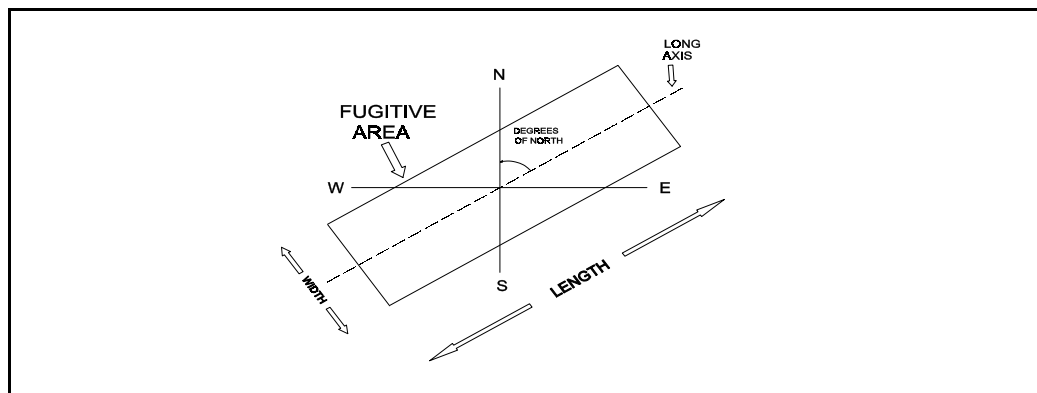 LONG
AXIS
N
FUGITIVE
AREA
DEGREES
OF NORTH
W
E
S
WIDTH
LENGTH